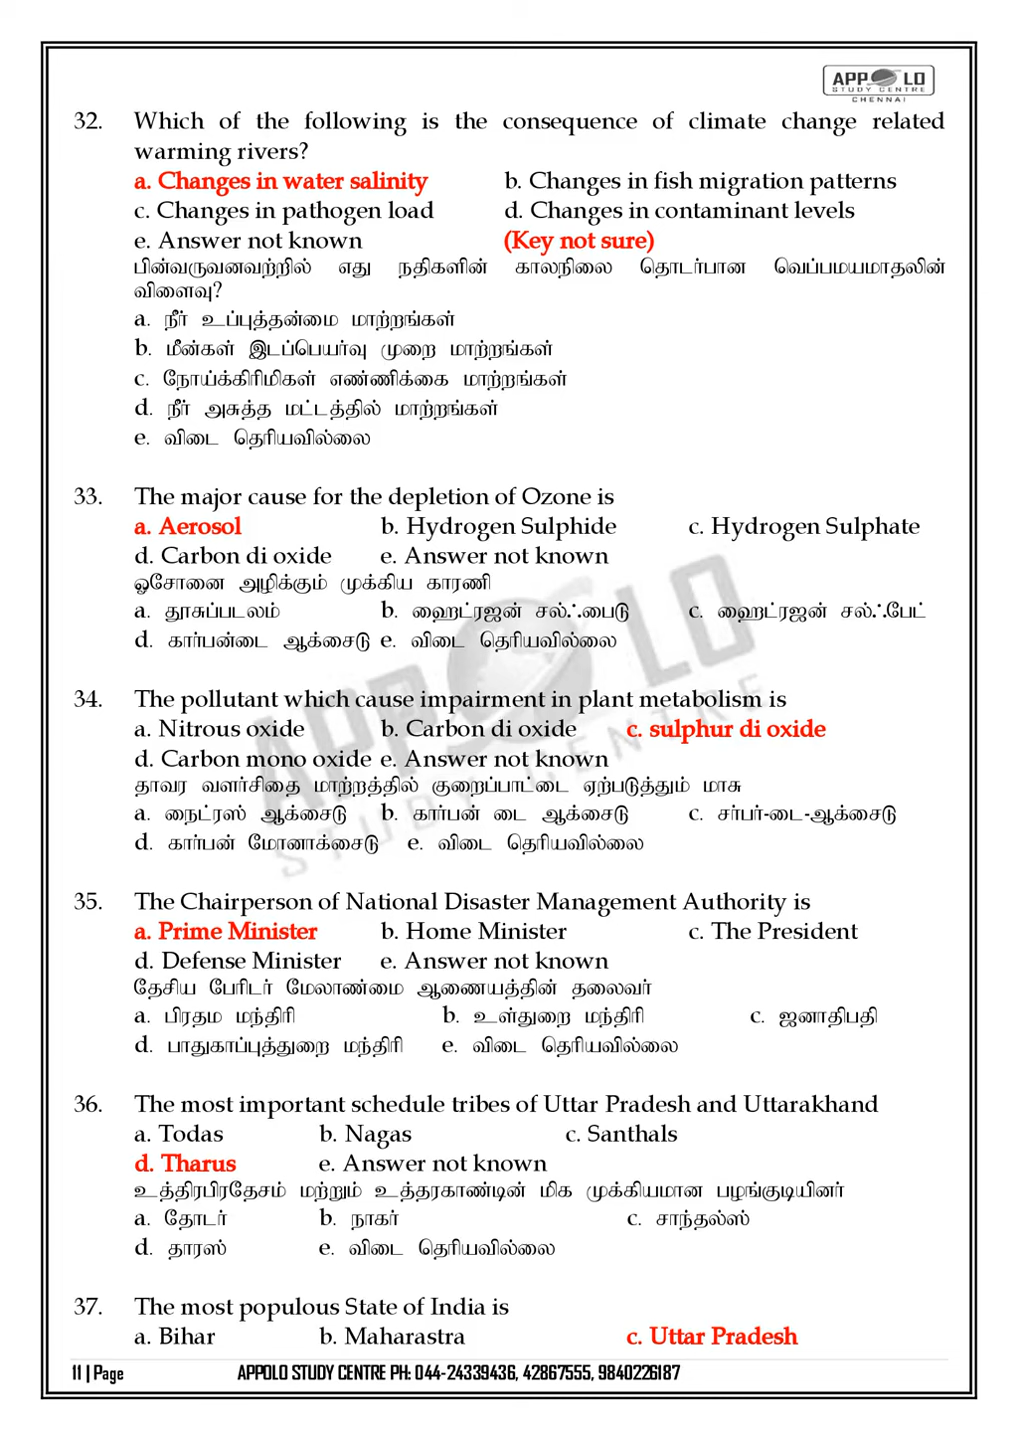 APPOLO
STUDY CENTRE
CHENNAI
32. Which of the following is the consequence of climate change related
warming rivers?
a. Changes in water salinity b. Changes in fish migration patterns
c. Changes in pathogen load d. Changes in contaminant levels
e. Answer not known (Key not sure)
பின்வருவனவற்றில் எது நதிகளின் காலநிலை தொடர்பான வெப்பமயமாதலின்
விளைவு?
a. நீர் உப்புத்தன்மை மாற்றங்கள்
b. மீன்கள் இடப்பெயர்வு முறை மாற்றங்கள்
c. நோய்க்கிரிமிகள் எண்ணிக்கை மாற்றங்கள்
d. நீர் அசுத்த மட்டத்தில் மாற்றங்கள்
e. விடை தெரியவில்லை
33. The major cause for the depletion of Ozone is
a. Aerosol b. Hydrogen Sulphide c. Hydrogen Sulphate
d. Carbon di oxide e. Answer not known
ஓசோனை அழிக்கும் முக்கிய காரணி
a. தூசுப்படலம் b. ஹைட்ரஜன் சல்ஃபைடு c. ஹைட்ரஜன் சல்ஃபேட்
d. கார்பன்டை ஆக்சைடு e. விடை தெரியவில்லை
34. The pollutant which cause impairment in plant metabolism is
a. Nitrous oxide b. Carbon di oxide c. sulphur di oxide
d. Carbon mono oxide e. Answer not known
தாவர வளர்சிதை மாற்றத்தில் குறைப்பாட்டை ஏற்படுத்தும் மாசு
a. நைட்ரஸ் ஆக்சைடு b. கார்பன் டை ஆக்சைடு c. சர்பர்-டை-ஆக்சைடு
d. கார்பன் மோனாக்சைடு e. விடை தெரியவில்லை
35. The Chairperson of National Disaster Management Authority is
a. Prime Minister b. Home Minister c. The President
d. Defense Minister e. Answer not known
தேசிய பேரிடர் மேலாண்மை ஆணையத்தின் தலைவர்
a. பிரதம மந்திரி b. உள்துறை மந்திரி c. ஜனாதிபதி
d. பாதுகாப்புத்துறை மந்திரி e. விடை தெரியவில்லை
36. The most important schedule tribes of Uttar Pradesh and Uttarakhand
a. Todas b. Nagas c. Santhals
d. Tharus e. Answer not known
உத்திரபிரதேசம் மற்றும் உத்தரகாண்டின் மிக முக்கியமான பழங்குடியினர்
a. தோடர் b. நாகர் c. சாந்தல்ஸ்
d. தாரஸ் e. விடை தெரியவில்லை
37. The most populous State of India is
a. Bihar b. Maharastra c. Uttar Pradesh
11 | Page APPOLO STUDY CENTRE PH: 044-24339436, 42867555, 9840226187
APPOLO
STUDY CENTRE